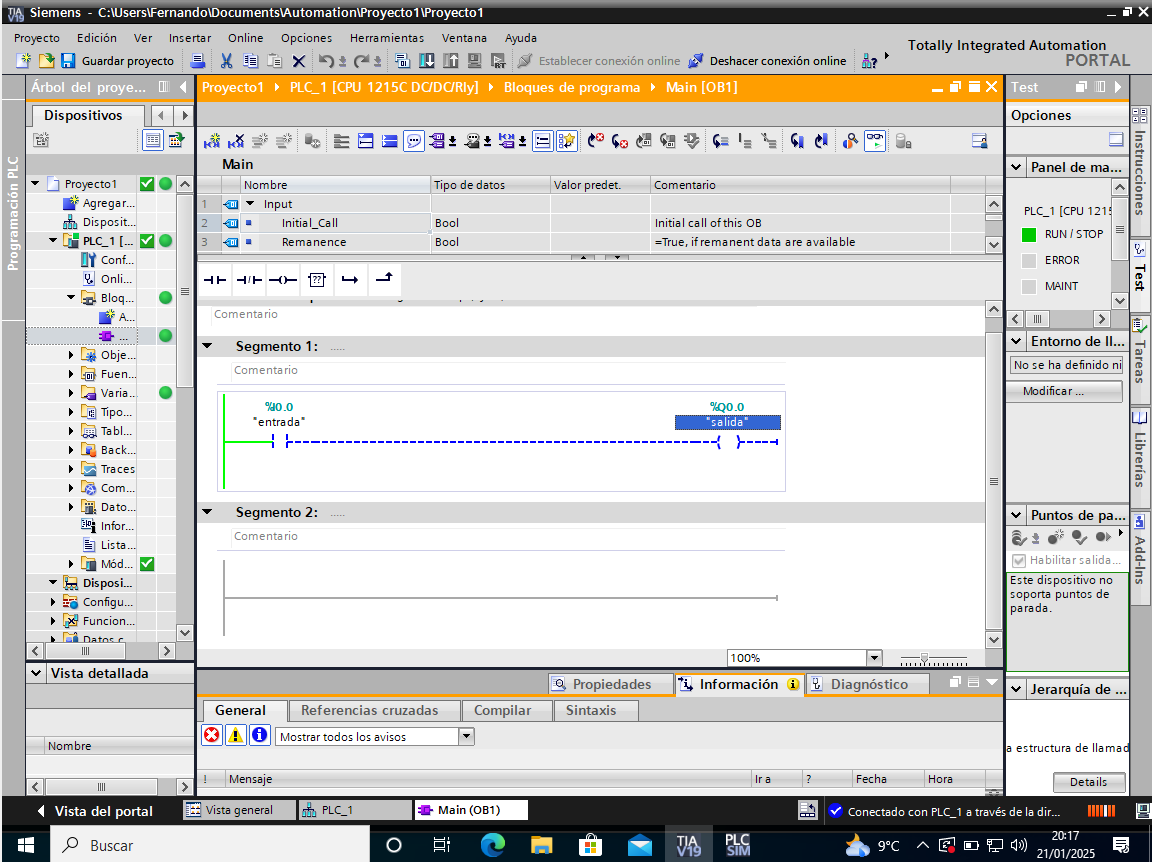 TIA V19 Siemens - C:\Users\Fernando\Documents\Automation\Proyecto1\Proyecto1
Proyecto Edición Ver Insertar Online Opciones Herramientas Ventana Ayuda
Totally Integrated Automation
PORTAL
Guardar proyecto Establecer conexión online Deshacer conexión online
Árbol del proye...
Proyecto1 PLC_1 [CPU 1215C DC/DC/Rly] Bloques de programa Main [OB1]
Test
Dispositivos
Opciones
Programación PLC
Proyecto1
Agregar...
Disposit...
PLC_1 [...
Conf...
Onli...
Bloq...
A...
...
Obje...
Fuen...
Varia...
Tipo...
Tabl...
Back...
Traces
Com...
Dato...
Infor...
Lista...
Mód...
Disposi...
Configu...
Funcion...
Datos c...
Vista detallada
Nombre
Main
Nombre Tipo de datos Valor predet. Comentario
1 Input
2 Initial_Call Bool Initial call of this OB
3 Remanence Bool =True, if remanent data are available
??
Comentario
Segmento 1: .....
Comentario
%I0.0 %Q0.0
"entrada" "salida"
Segmento 2: .....
Comentario
100%
Propiedades Información Diagnóstico
General Referencias cruzadas Compilar Sintaxis
Mostrar todos los avisos
! Mensaje Ir a ? Fecha Hora
Panel de ma...
PLC_1 [CPU 1215
RUN / STOP
ERROR
MAINT
Entorno de ll...
No se ha definido ni
Modificar ...
Puntos de pa...
Habilitar salida...
Este dispositivo no
soporta puntos de
parada.
Jerarquía de ...
a estructura de llamad
Details
Instrucciones
Test
Tareas
Librerías
Add-Ins
Vista del portal Vista general PLC_1 Main (OB1) Conectado con PLC_1 a través de la dir...
Buscar
TIA V19
PLC SIM
9°C
20:17
21/01/2025